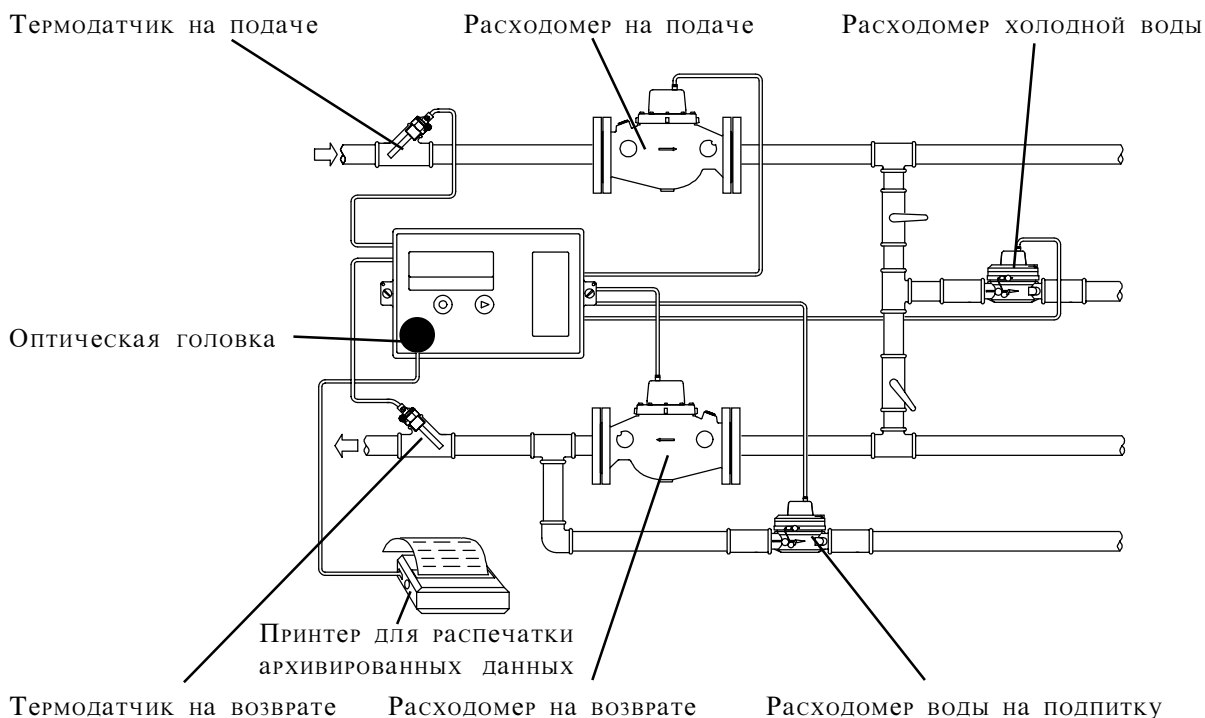 Термодатчик на подаче
Расходомер на подаче
Расходомер холодной воды
Оптическая головка
Принтер для распечатки
архивированных данных
Термодатчик на возврате
Расходомер на возврате
Расходомер воды на подпитку